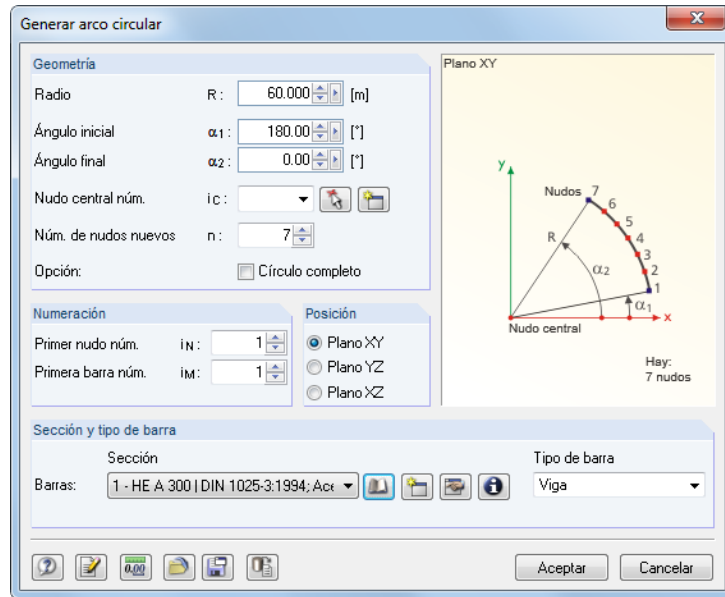 Generar arco circular
Geometría
Radio R: 60.000 [m]
Ángulo inicial α1: 180.00 [°]
Ángulo final α2: 0.00 [°]
Nudo central núm. iC:
Núm. de nudos nuevos n: 7
Opción: Círculo completo
Numeración
Primer nudo núm. iN: 1
Primera barra núm. iM: 1
Posición
Plano XY
Plano YZ
Plano XZ
Plano XY
y
Nudos 7
6
5
4
3
2
1
R
α2
α1
x
Nudo central
Hay:
7 nudos
Sección y tipo de barra
Sección
Tipo de barra
Barras: 1 - HE A 300 | DIN 1025-3:1994; Ace
Viga
0.00
Aceptar
Cancelar